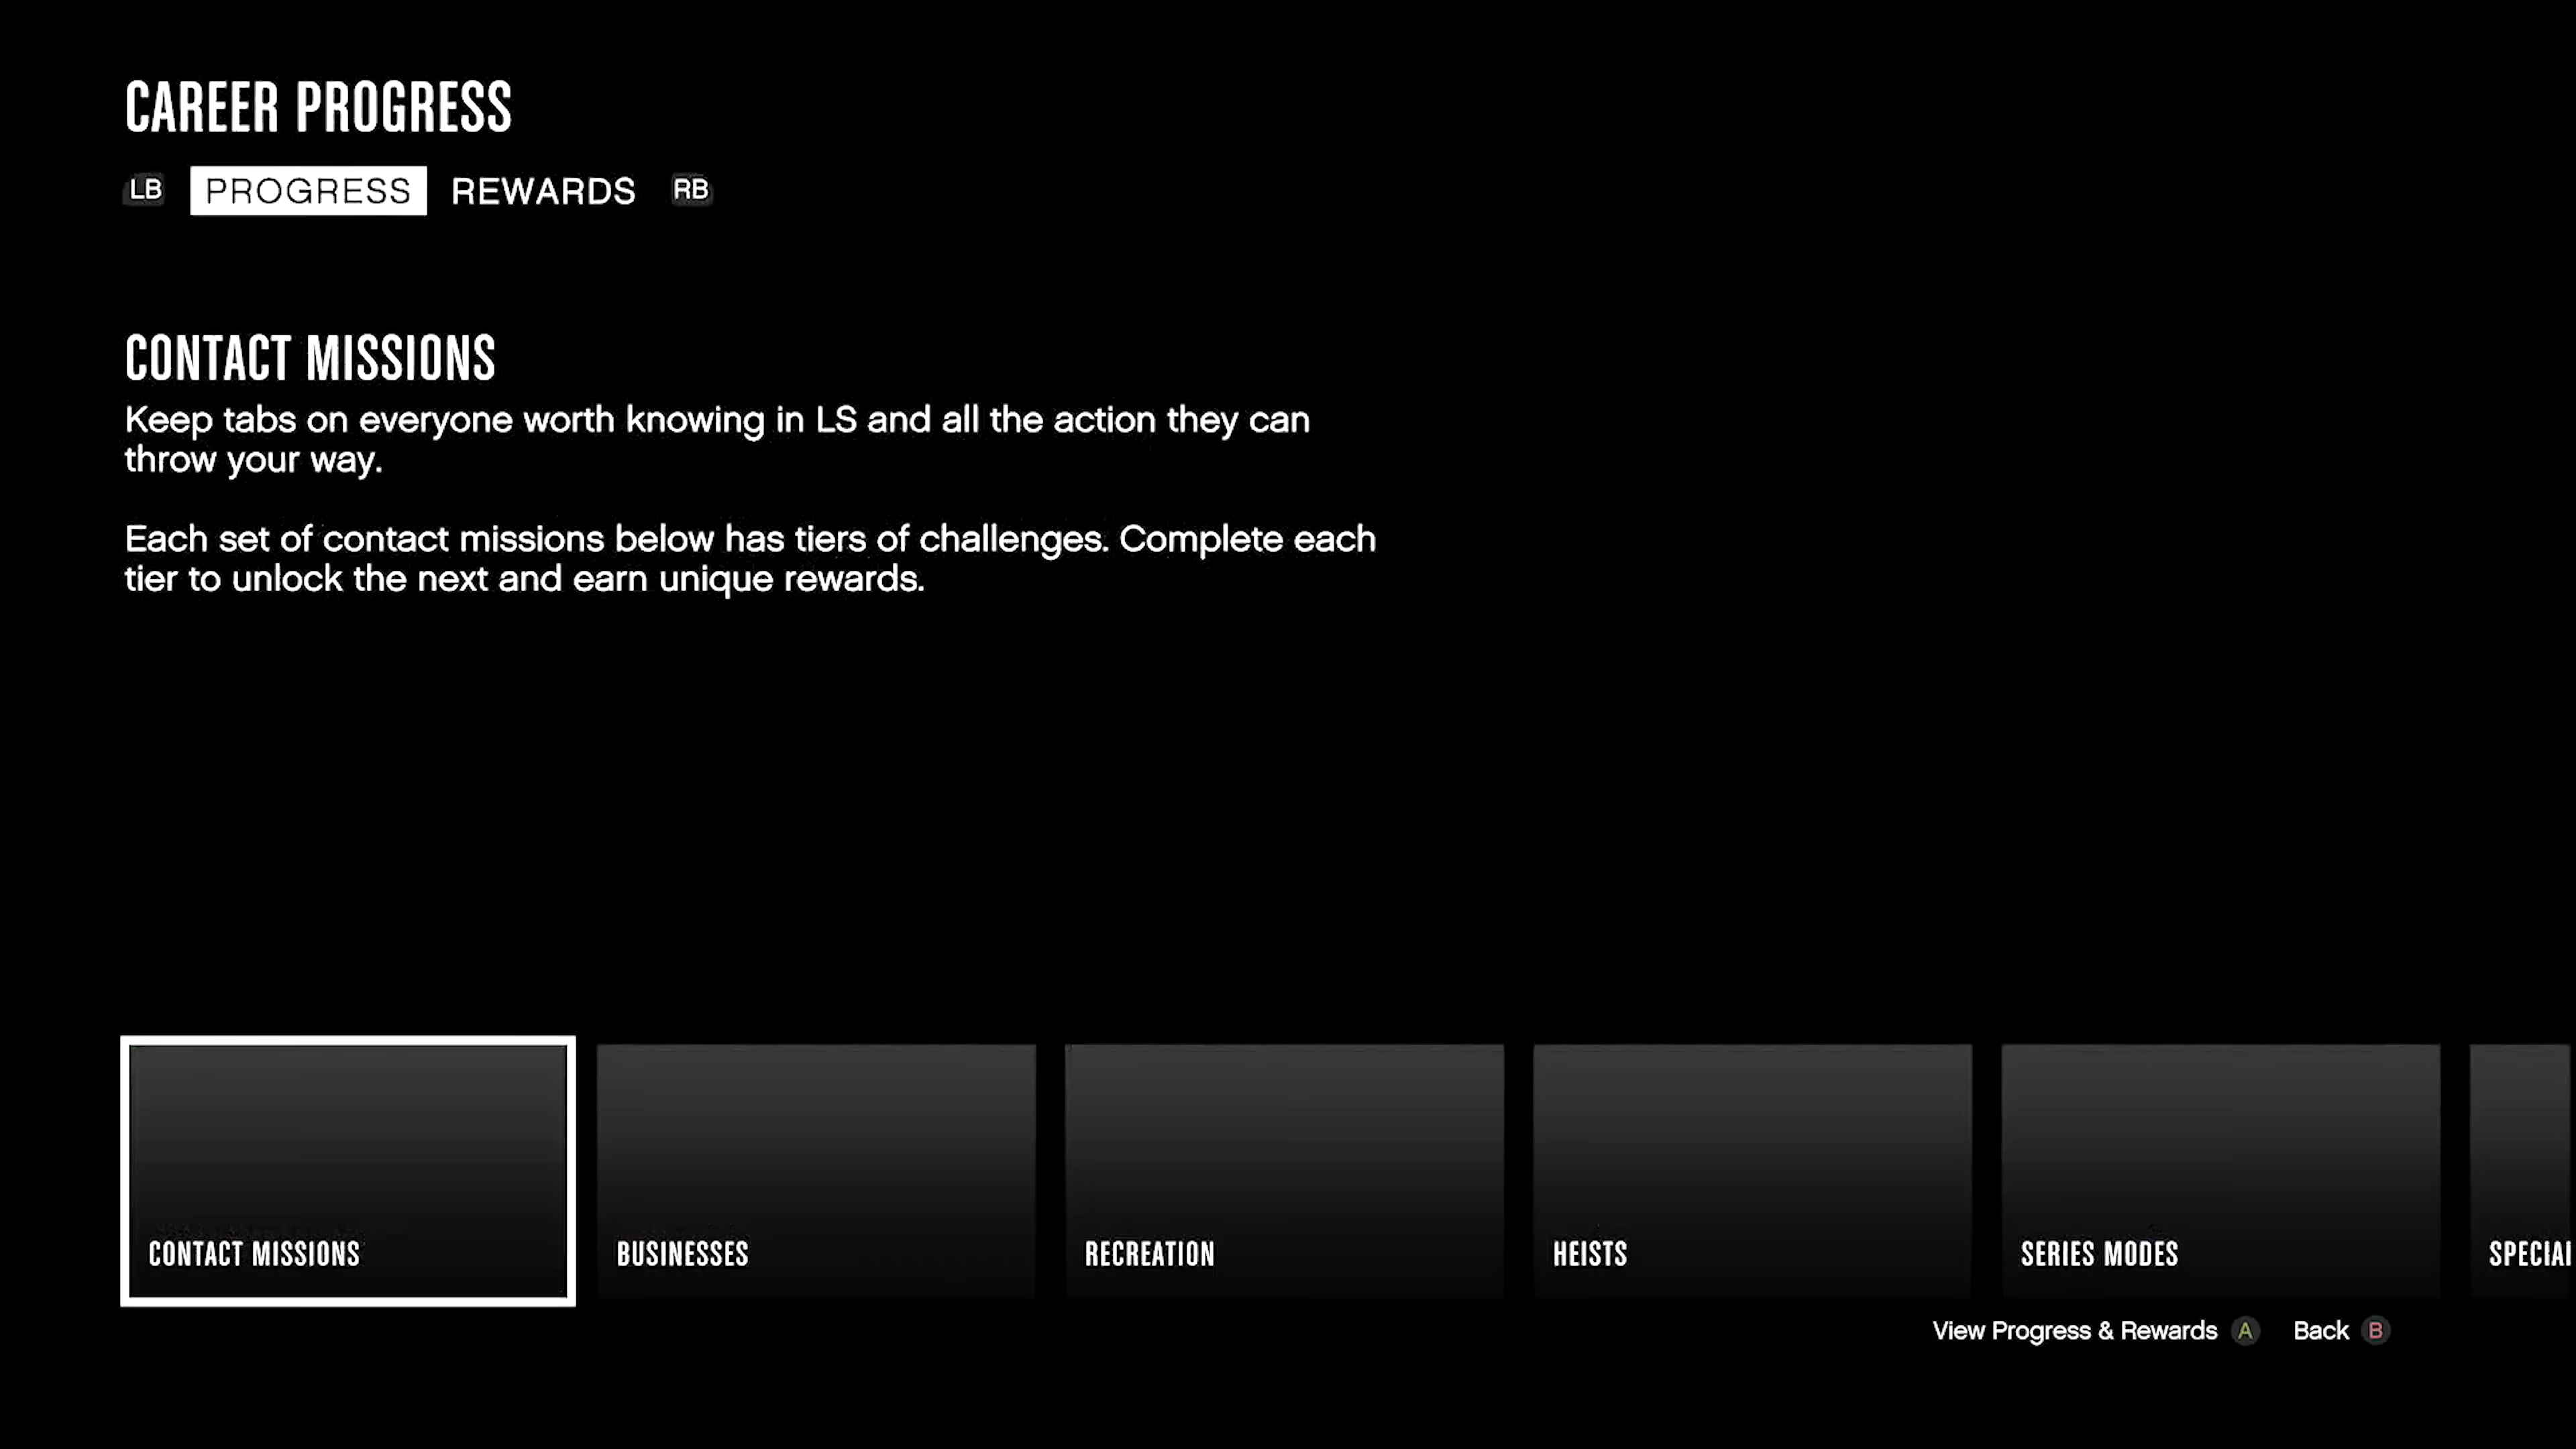 CAREER PROGRESS
LB PROGRESS REWARDS RB
CONTACT MISSIONS
Keep tabs on everyone worth knowing in LS and all the action they can
throw your way.
Each set of contact missions below has tiers of challenges. Complete each
tier to unlock the next and earn unique rewards.
CONTACT MISSIONS
BUSINESSES
RECREATION
HEISTS
SERIES MODES
View Progress & Rewards A Back B